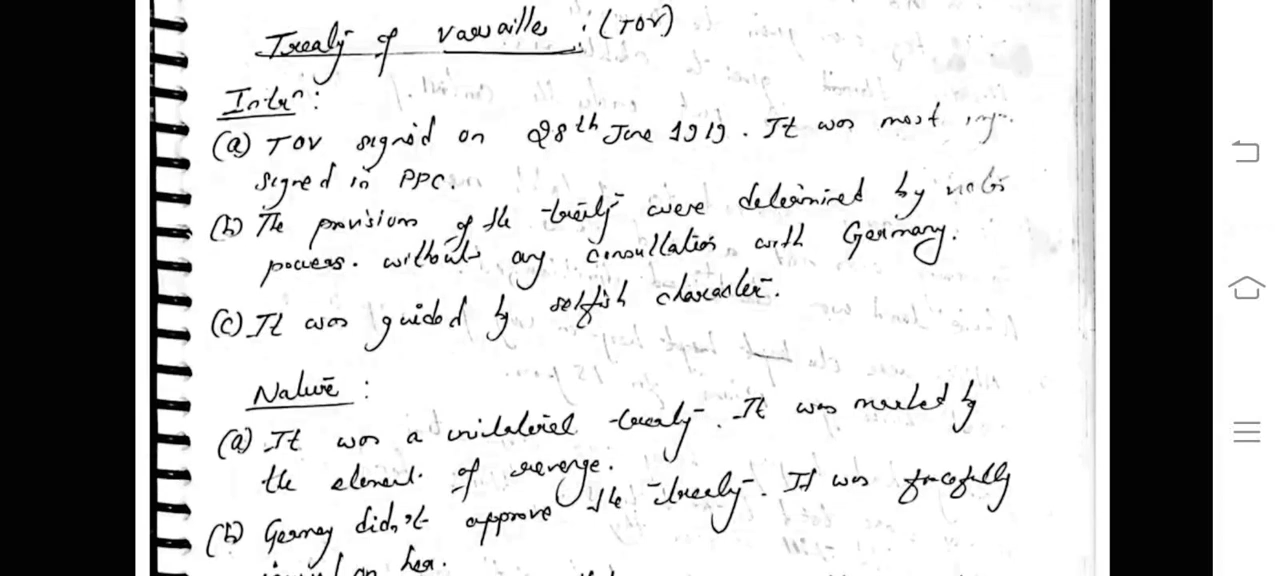 Treaty of Varsailles : (TOV)
Intrn:
(a) TOV signed on 28th June 1919. It was most imp.
signed in PPC.
(b) The provisions of the treaty were determined by victor
powers. without any consultation with Germany.
(c) It was guided by selfish character.
Nature:
(a) It was a unilateral treaty. It was marked by
the element of revenge.
(b) Germany didn't approve the treaty. It was forcefully
on her.